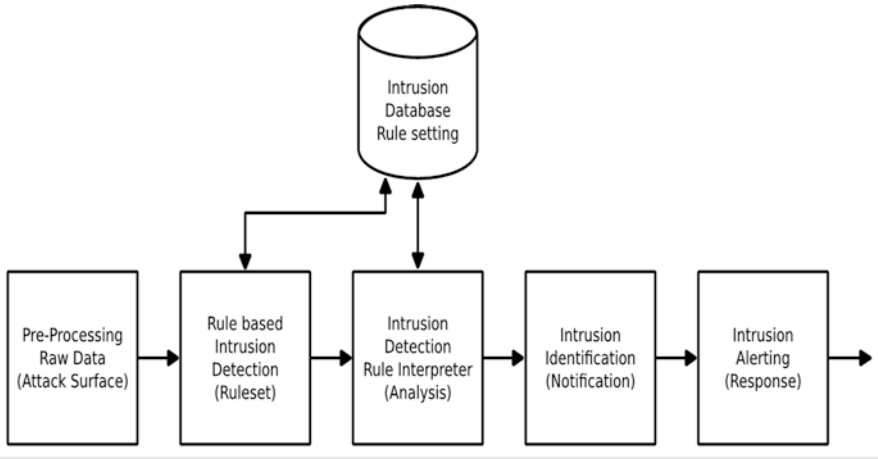 Intrusion
Database
Rule setting
Pre-Processing
Raw Data
(Attack Surface)
Rule based
Intrusion
Detection
(Ruleset)
Intrusion
Detection
Rule Interpreter
(Analysis)
Intrusion
Identification
(Notification)
Intrusion
Alerting
(Response)